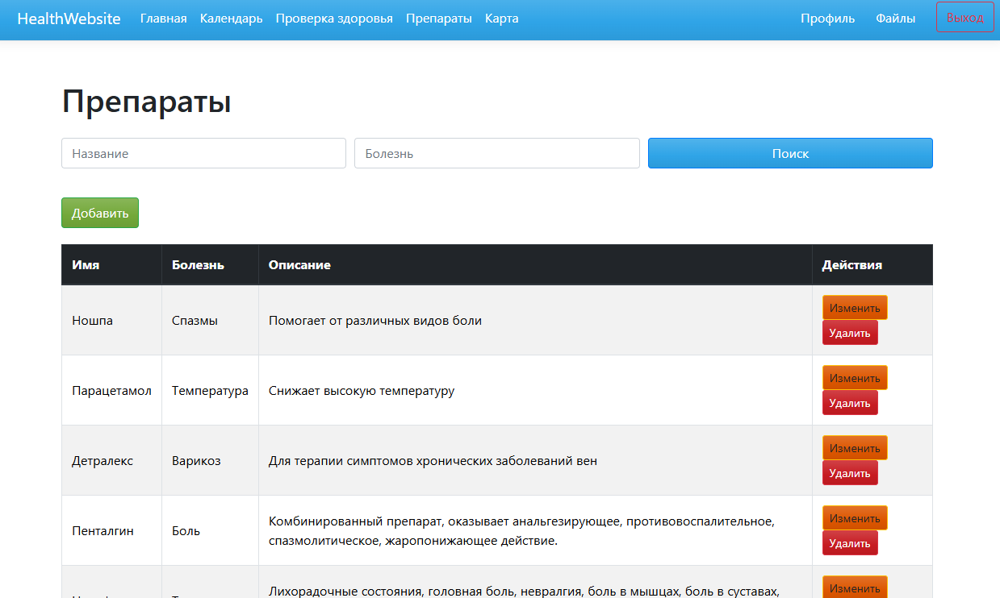 HealthWebsite Главная Календарь Проверка здоровья Препараты Карта Профиль Файлы Выход
Препараты
Название Болезнь Поиск
Добавить
Имя Болезнь Описание Действия
Ношпа Спазмы Помогает от различных видов боли Изменить
Удалить
Парацетамол Температура Снижает высокую температуру Изменить
Удалить
Детралекс Варикоз Для терапии симптомов хронических заболеваний вен Изменить
Удалить
Пенталгин Боль Комбинированный препарат, оказывает анальгезирующее, противовоспалительное, Изменить
спазмолитическое, жаропонижающее действие. Удалить
Лихорадочные состояния, головная боль, невралгия, боль в мышцах, боль в суставах, Изменить